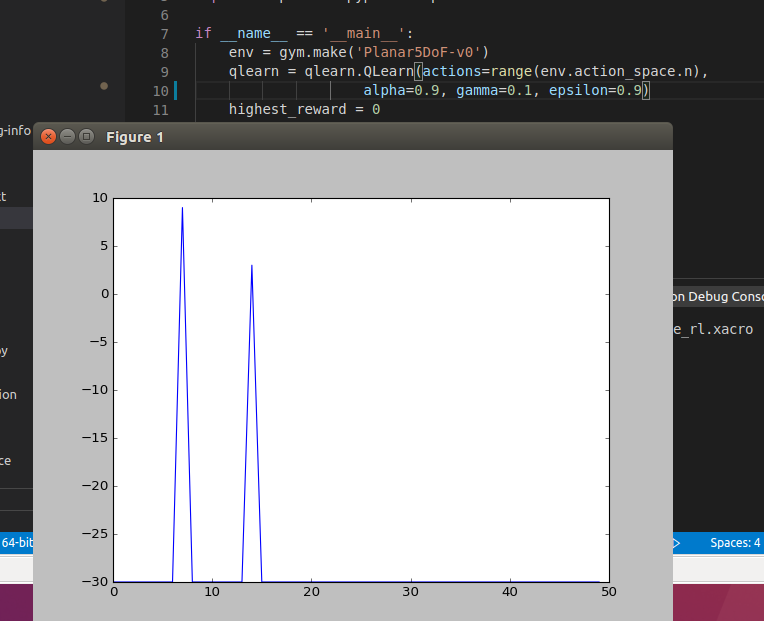 6
7 if __name__ == '__main__':
8 env = gym.make('Planar5DoF-v0')
9 qlearn = qlearn.QLearn(actions=range(env.action_space.n),
10 alpha=0.9, gamma=0.1, epsilon=0.9)
11 highest_reward = 0
g-info
Figure 1
10
5
0
−5
−10
−15
−20
−25
−30
0 10 20 30 40 50
on Debug Conso
e_rl.xacro
ion
ce
64-bit
Spaces: 4